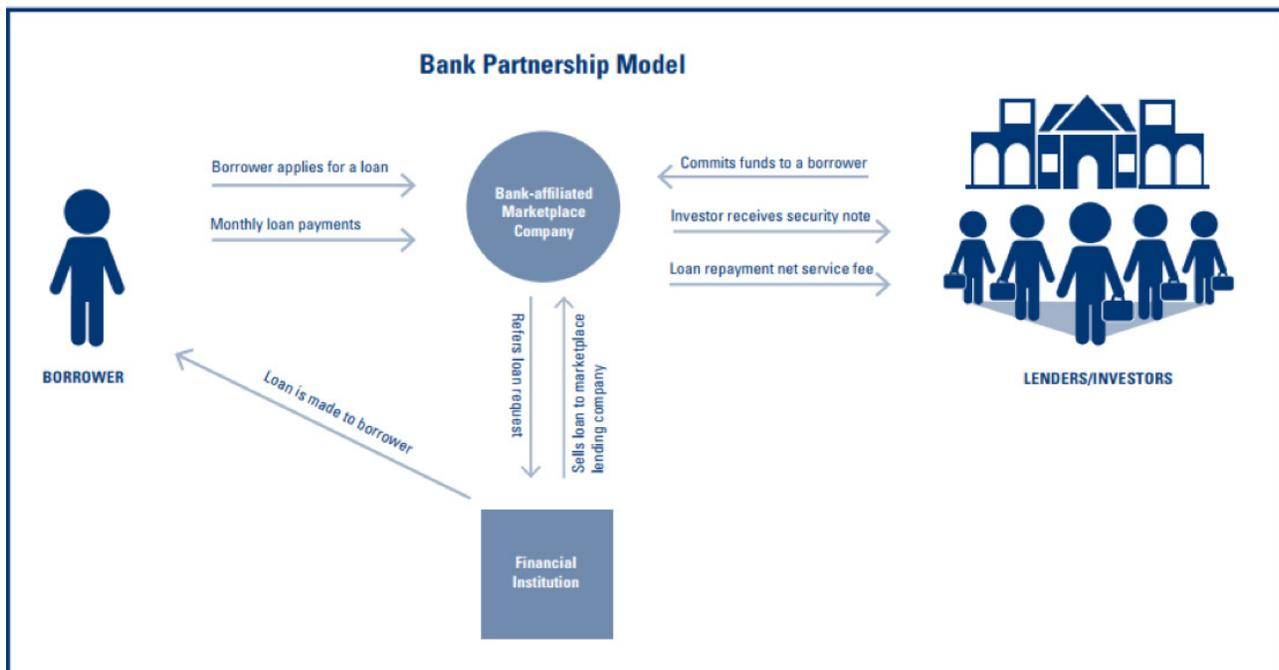 Bank Partnership Model
Borrower applies for a loan
Monthly loan payments
Bank-affiliated
Marketplace
Company
Commits funds to a borrower
Investor receives security note
Loan repayment net service fee
BORROWER
LENDERS/INVESTORS
Loan is made to borrower
Refers loan request
Sells loan to marketplace
lending company
Financial
Institution